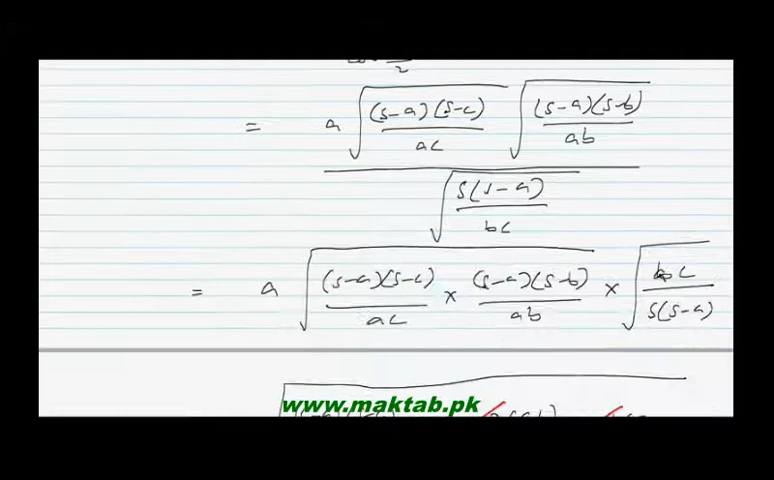 = a √((s-a)(s-c)/ac) √((s-a)(s-b)/ab) / √(s(s-a)/bc)
= a √((s-a)(s-c)/ac × (s-a)(s-b)/ab) × √(bc/s(s-a))
www.maktab.pk